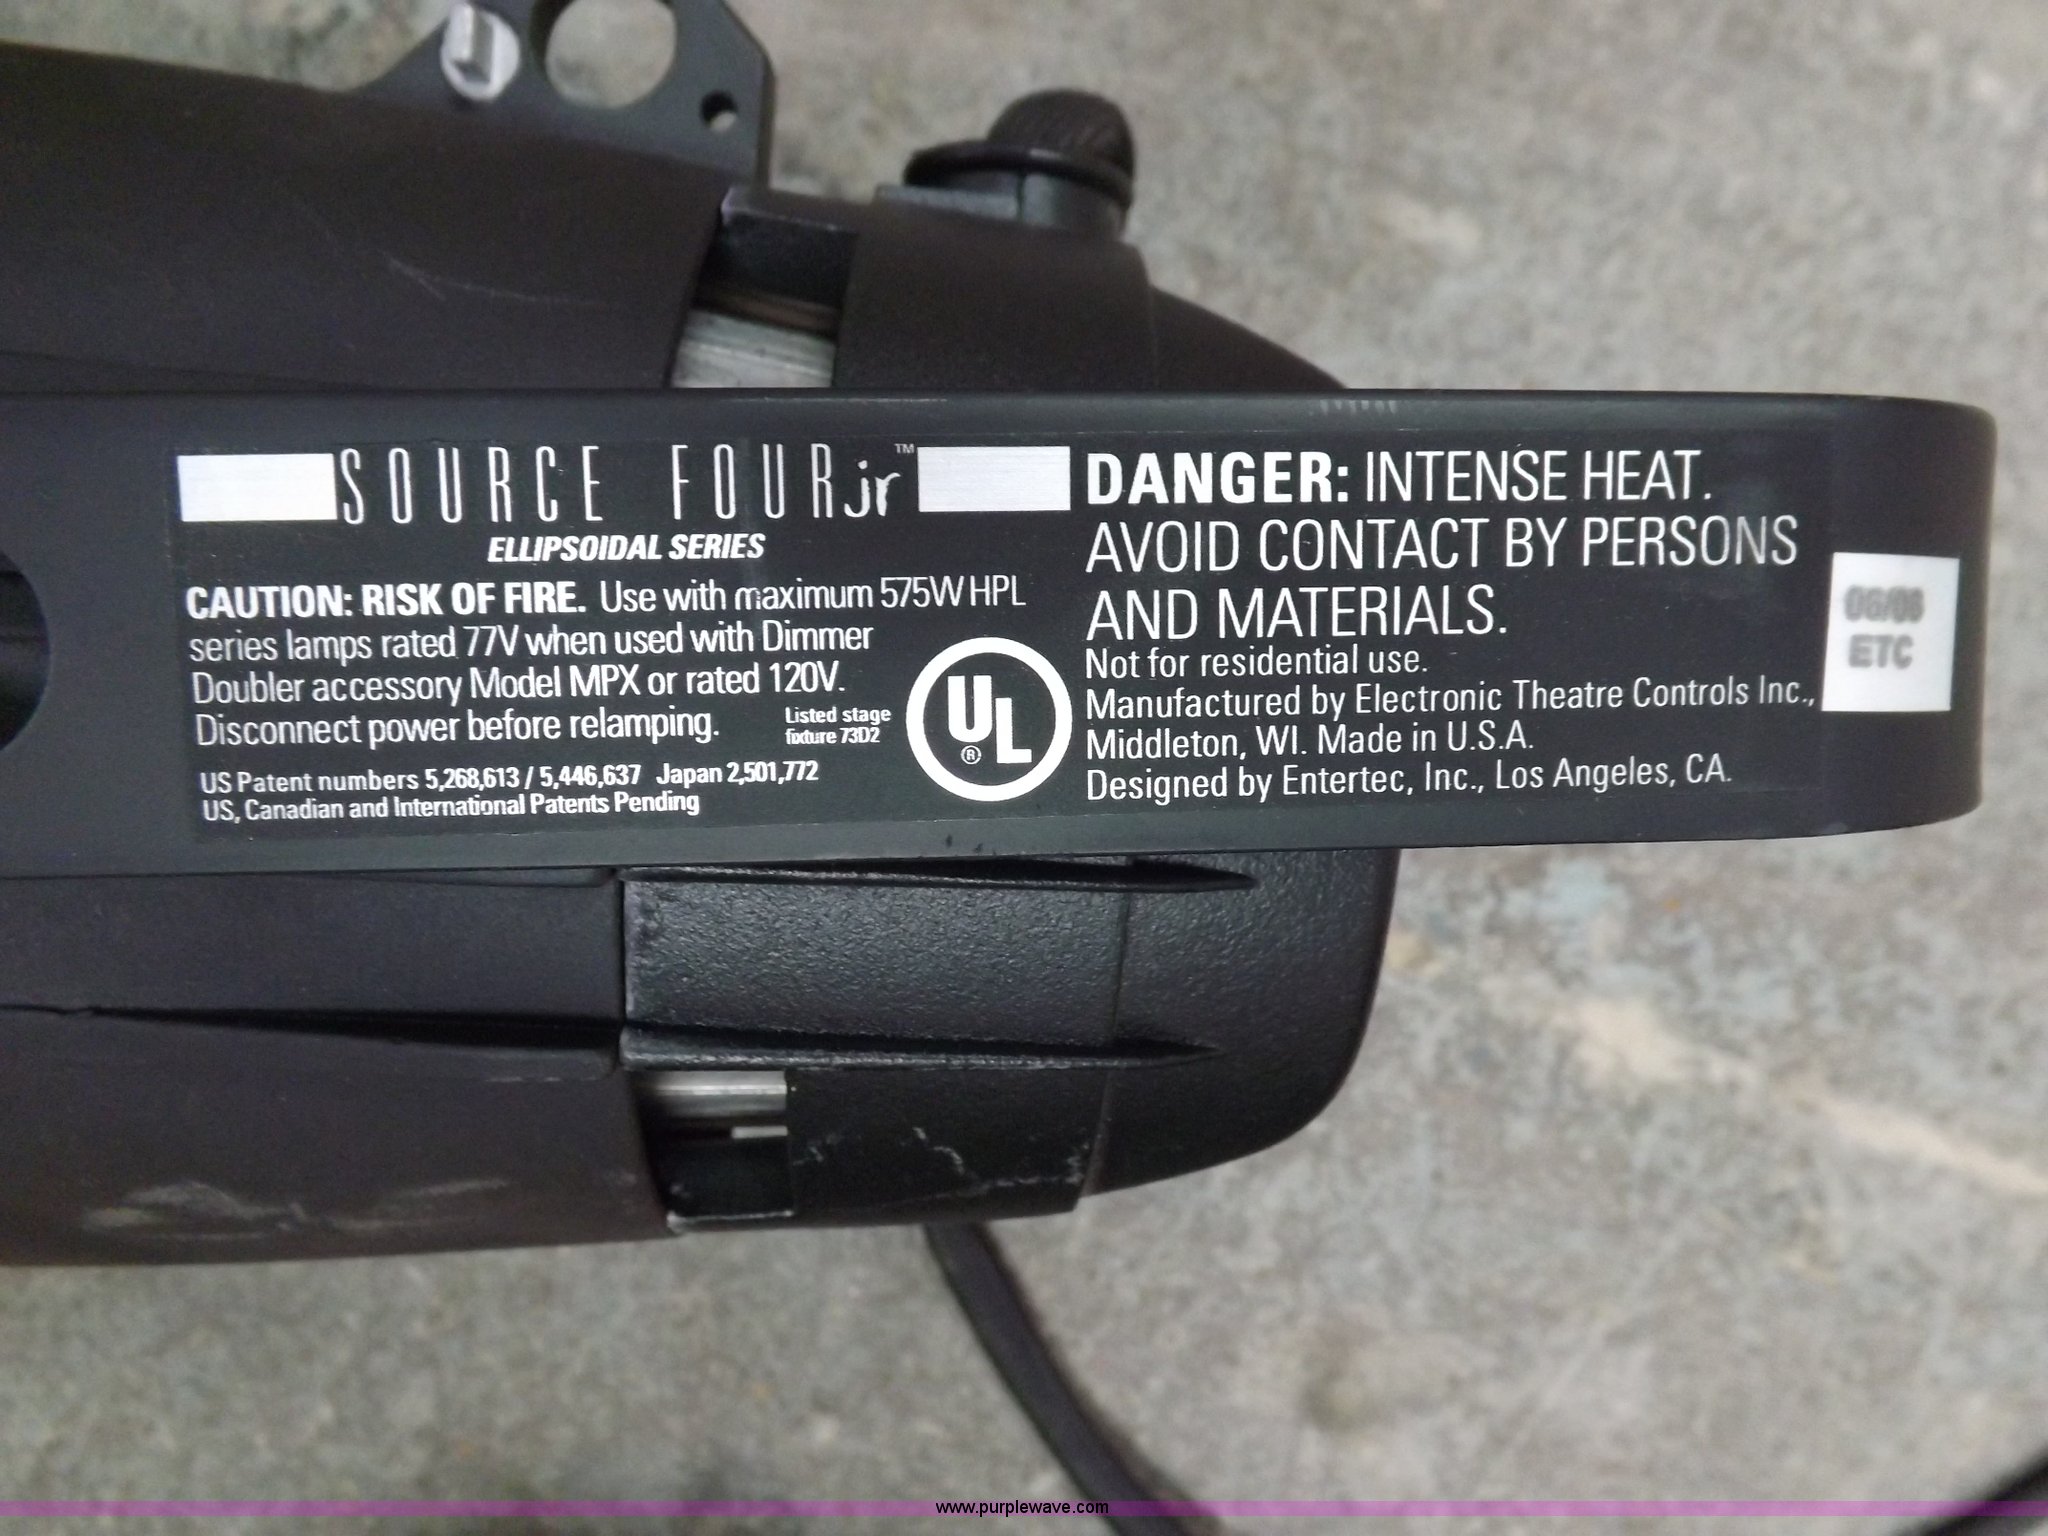 SOURCE FOUR jr™
ELLIPSOIDAL SERIES
CAUTION: RISK OF FIRE. Use with maximum 575W HPL
series lamps rated 77V when used with Dimmer
Doubler accessory Model MPX or rated 120V.
Disconnect power before relamping.
Listed stage
fixture 73D2
UL
®
US Patent numbers 5,268,613 / 5,446,637 Japan 2,501,772
US, Canadian and International Patents Pending
DANGER: INTENSE HEAT.
AVOID CONTACT BY PERSONS
AND MATERIALS.
Not for residential use.
Manufactured by Electronic Theatre Controls Inc.,
Middleton, WI. Made in U.S.A.
Designed by Entertec, Inc., Los Angeles, CA.
ETC
www.purplewave.com